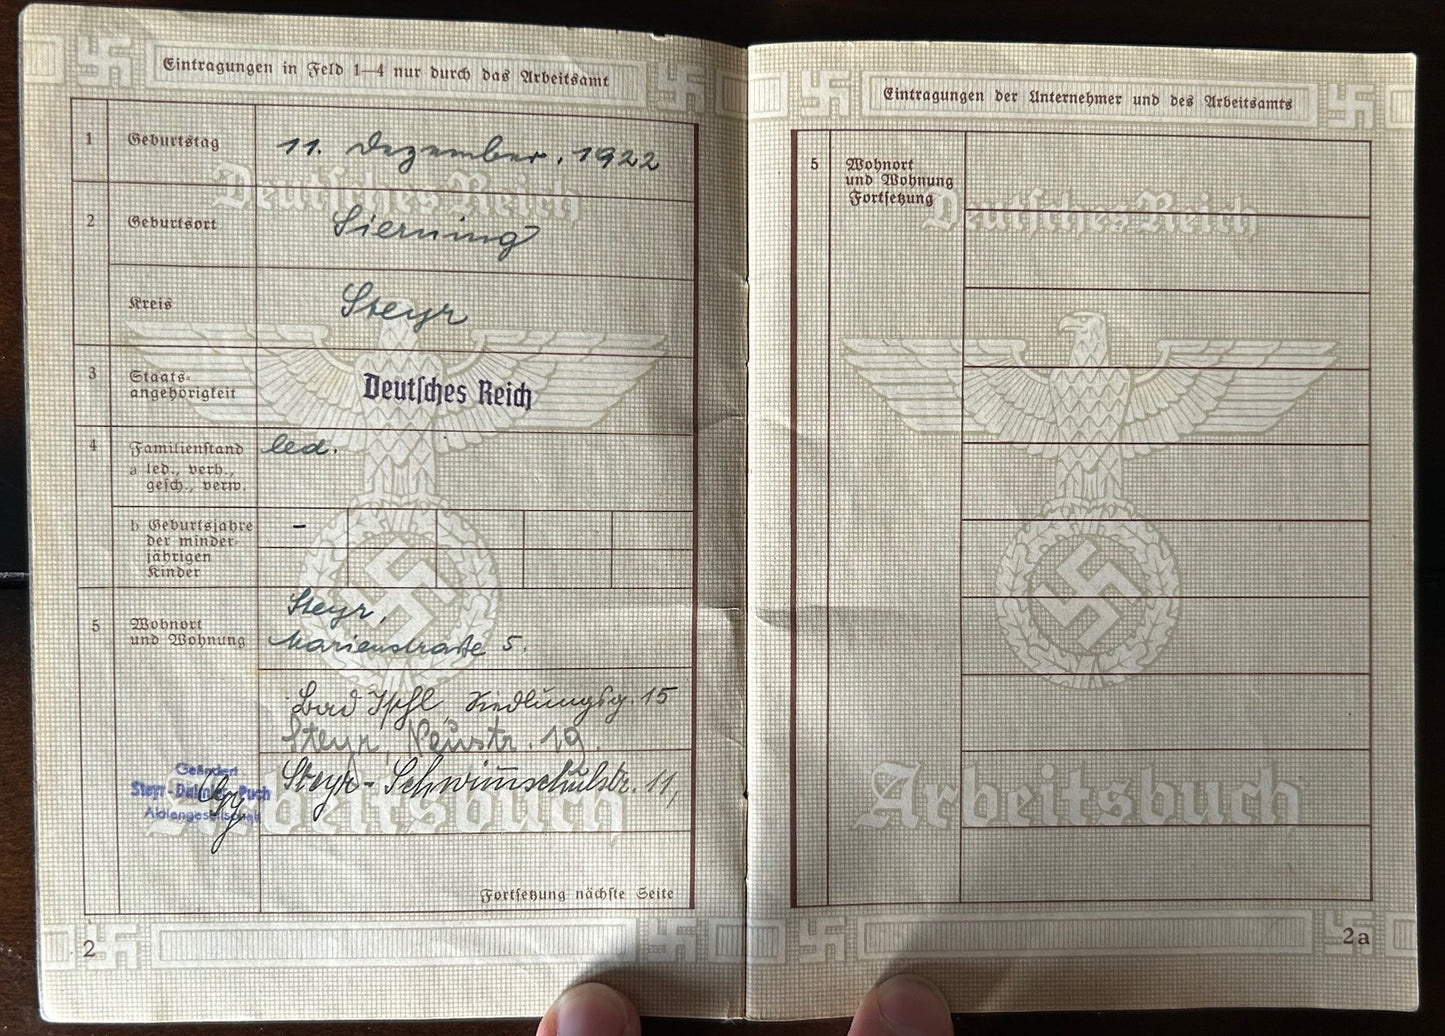 Eintragungen in Feld 1—4 nur durch das Arbeitsamt
1 Geburtstag 11. Dezember. 1922
Deutsches Reich
2 Geburtsort Sierning
Kreis Steyr
3 Staats-
angehörigkeit Deutsches Reich
4 Familienstand led.
a led., verh.,
gesch., verw.
b Geburtsjahre –
der minder-
jährigen
Kinder
5 Wohnort
und Wohnung
Steyr,
Marienstraße 5.
Bad Ischl, Siedlungsg. 15
Steyr, Neustr. 19.
Steyr - Schwimmschulstr. 11,
Geändert
Steyr-Daimler-Puch
Aktiengesellschaft
Arbeitsbuch
Fortsetzung nächste Seite
2
Eintragungen der Unternehmer und des Arbeitsamts
5 Wohnort
und Wohnung
Fortsetzung
Deutsches Reich
Arbeitsbuch
2a